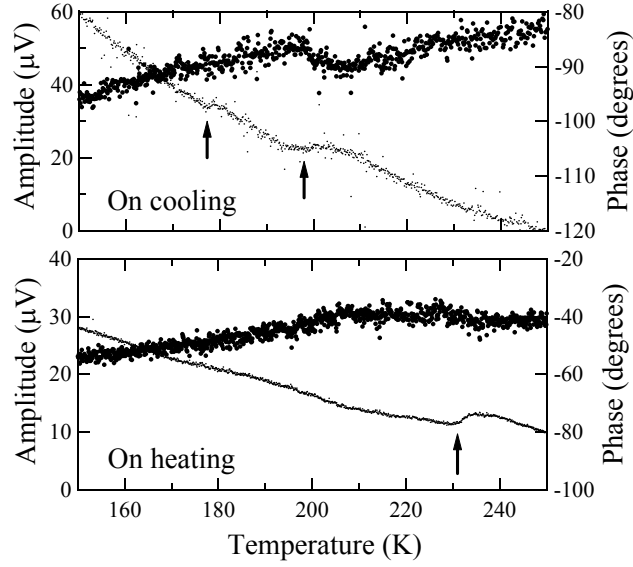 60
40
20
0
Amplitude (μV)
-80
-90
-100
-110
-120
Phase (degrees)
On cooling
40
30
20
10
0
Amplitude (μV)
-20
-40
-60
-80
-100
Phase (degrees)
On heating
160 180 200 220 240
Temperature (K)